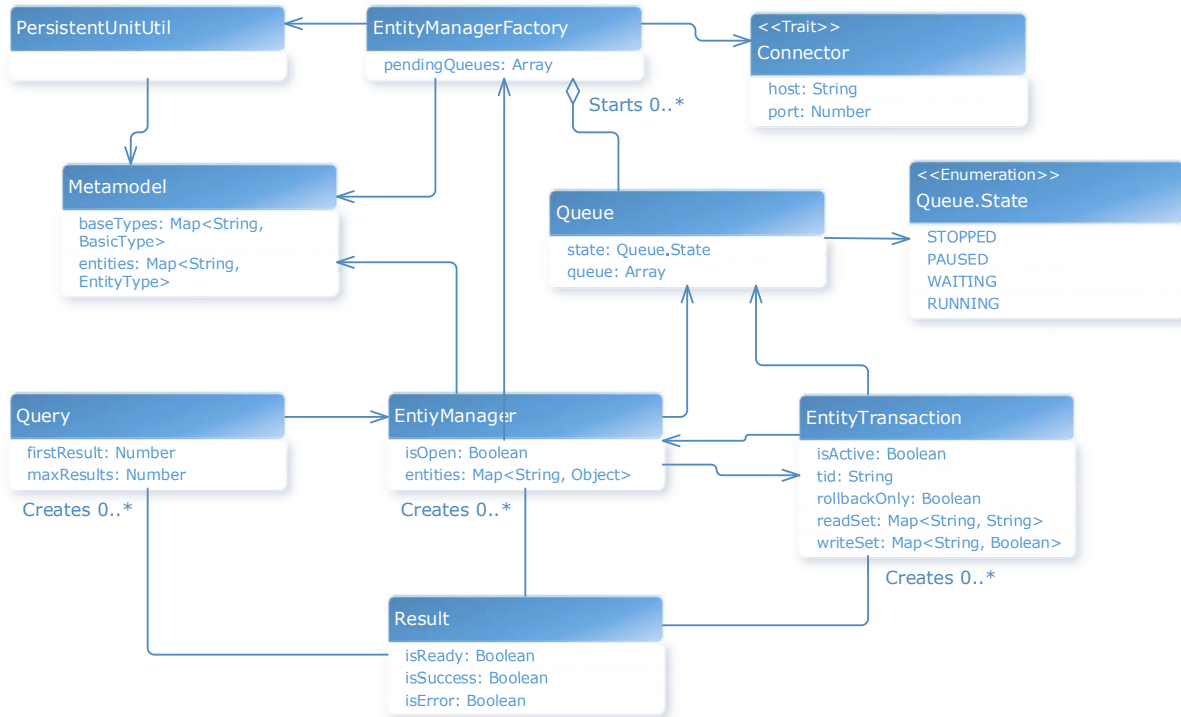 PersistentUnitUtil
EntityManagerFactory
pendingQueues: Array
<<Trait>>
Connector
host: String
port: Number
Starts 0..*
Metamodel
baseTypes: Map<String,
BasicType>
entities: Map<String,
EntityType>
Queue
state: Queue.State
queue: Array
<<Enumeration>>
Queue.State
STOPPED
PAUSED
WAITING
RUNNING
Query
firstResult: Number
maxResults: Number
Creates 0..*
EntiyManager
isOpen: Boolean
entities: Map<String, Object>
Creates 0..*
EntityTransaction
isActive: Boolean
tid: String
rollbackOnly: Boolean
readSet: Map<String, String>
writeSet: Map<String, Boolean>
Creates 0..*
Result
isReady: Boolean
isSuccess: Boolean
isError: Boolean